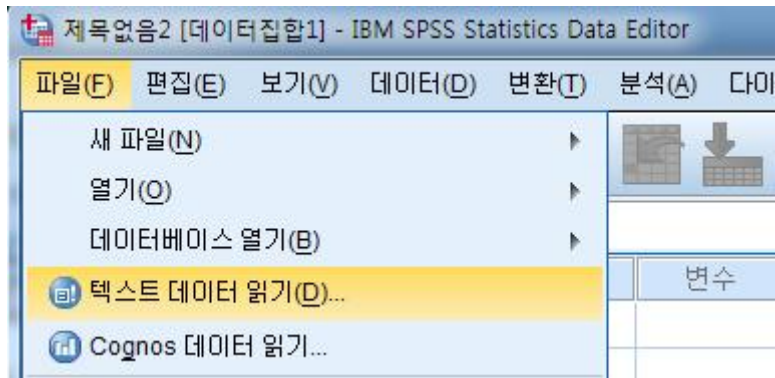 제목없음2 [데이터집합1] - IBM SPSS Statistics Data Editor
파일(F) 편집(E) 보기(V) 데이터(D) 변환(T) 분석(A) 다이
새 파일(N)
열기(O)
데이터베이스 열기(B)
텍스트 데이터 읽기(D)...
변수
Cognos 데이터 읽기...